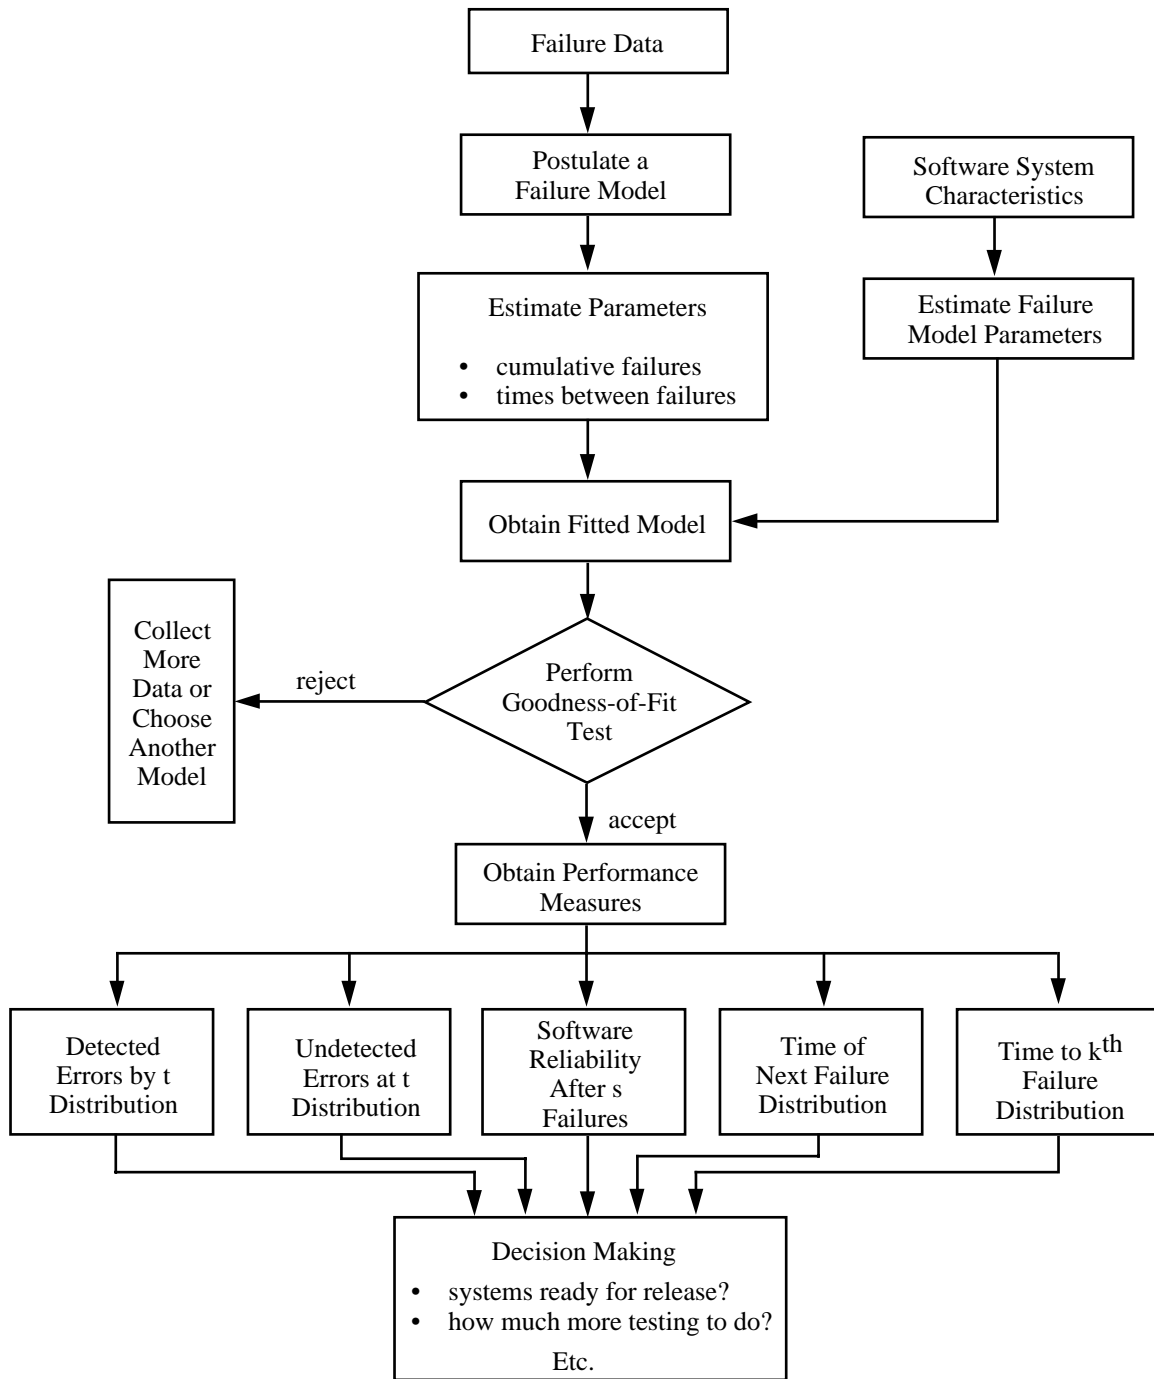 Failure Data
Postulate a
Failure Model
Software System
Characteristics
Estimate Parameters
• cumulative failures
• times between failures
Estimate Failure
Model Parameters
Obtain Fitted Model
Collect
More
Data or
Choose
Another
Model
reject
Perform
Goodness-of-Fit
Test
accept
Obtain Performance
Measures
Detected
Errors by t
Distribution
Undetected
Errors at t
Distribution
Software
Reliability
After s
Failures
Time of
Next Failure
Distribution
Time to kth
Failure
Distribution
Decision Making
• systems ready for release?
• how much more testing to do?
Etc.